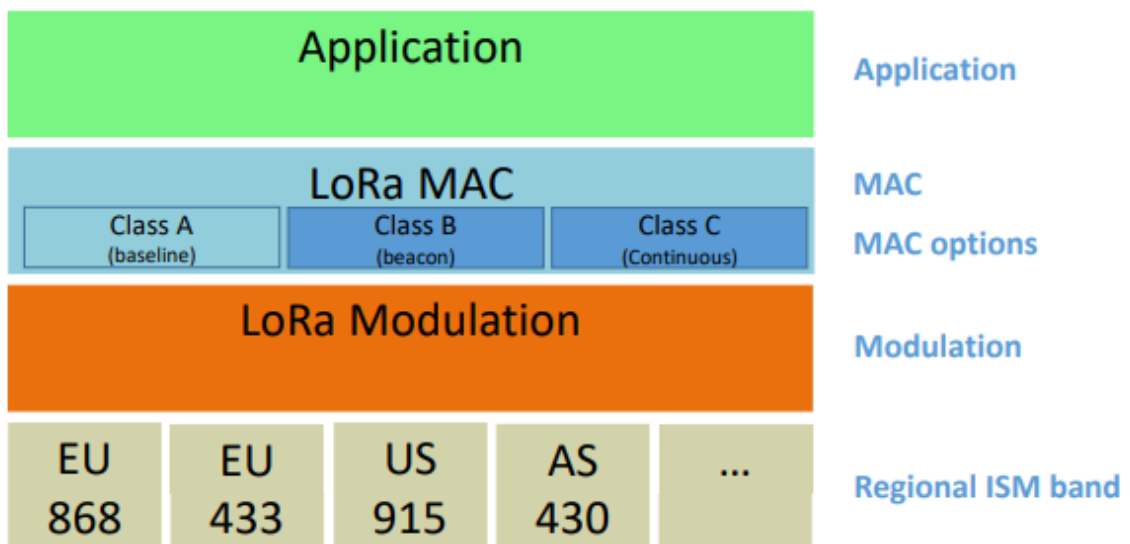 Application
Application
LoRa MAC
MAC
Class A
(baseline)
Class B
(beacon)
Class C
(Continuous)
MAC options
LoRa Modulation
Modulation
EU
868
EU
433
US
915
AS
430
...
Regional ISM band